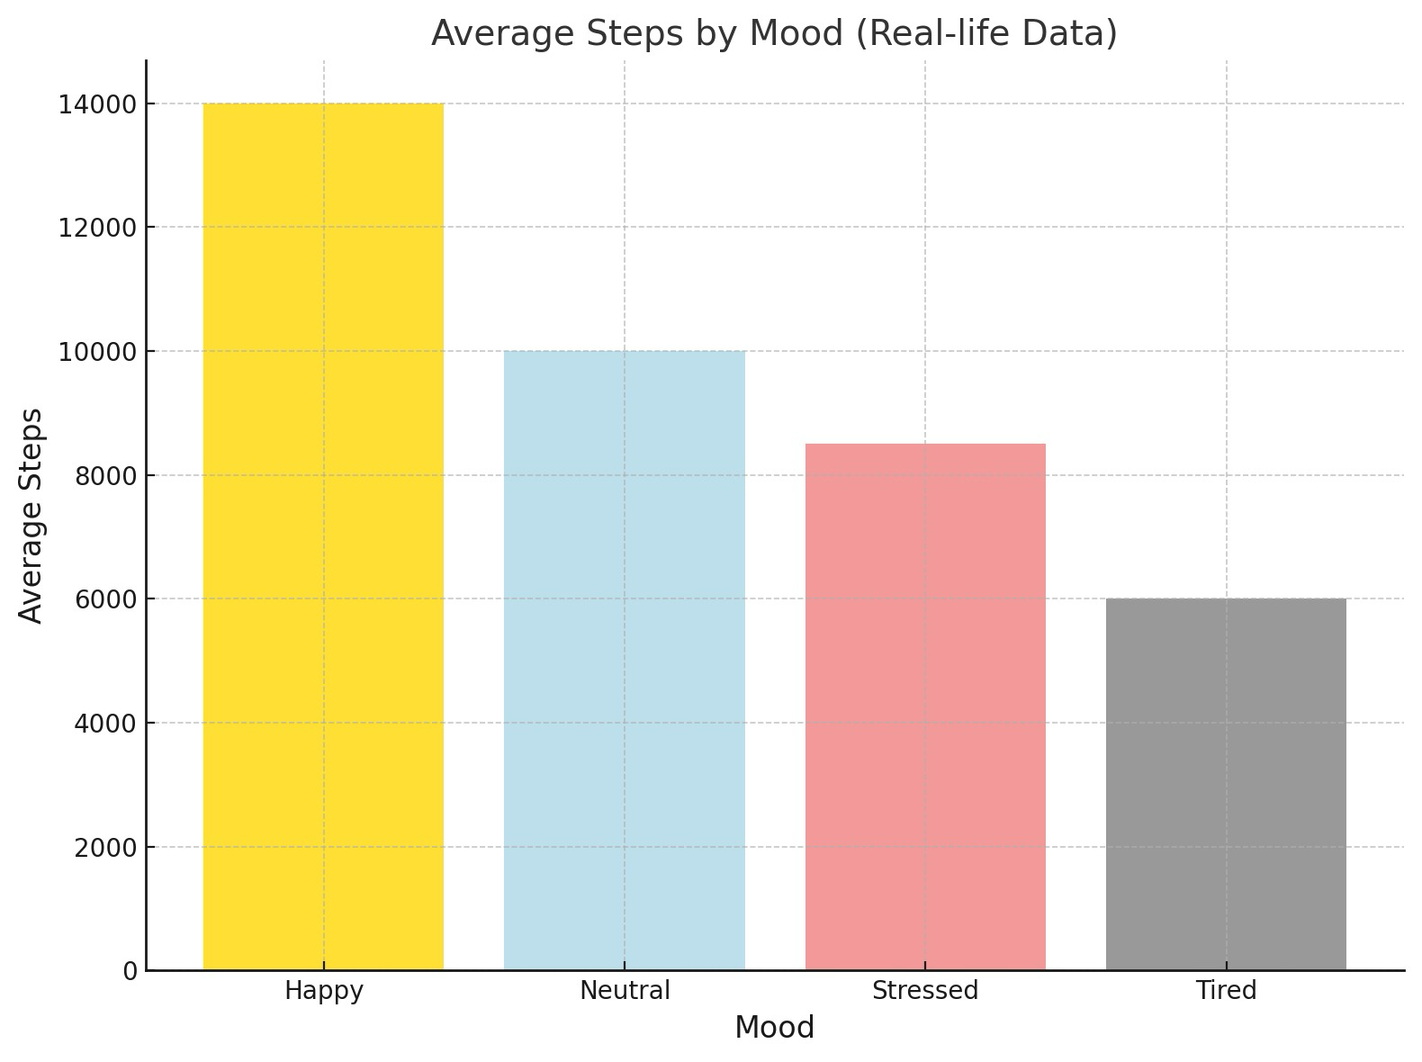 Average Steps by Mood (Real-life Data)
Average Steps
14000
12000
10000
8000
6000
4000
2000
0
Happy Neutral Stressed Tired
Mood